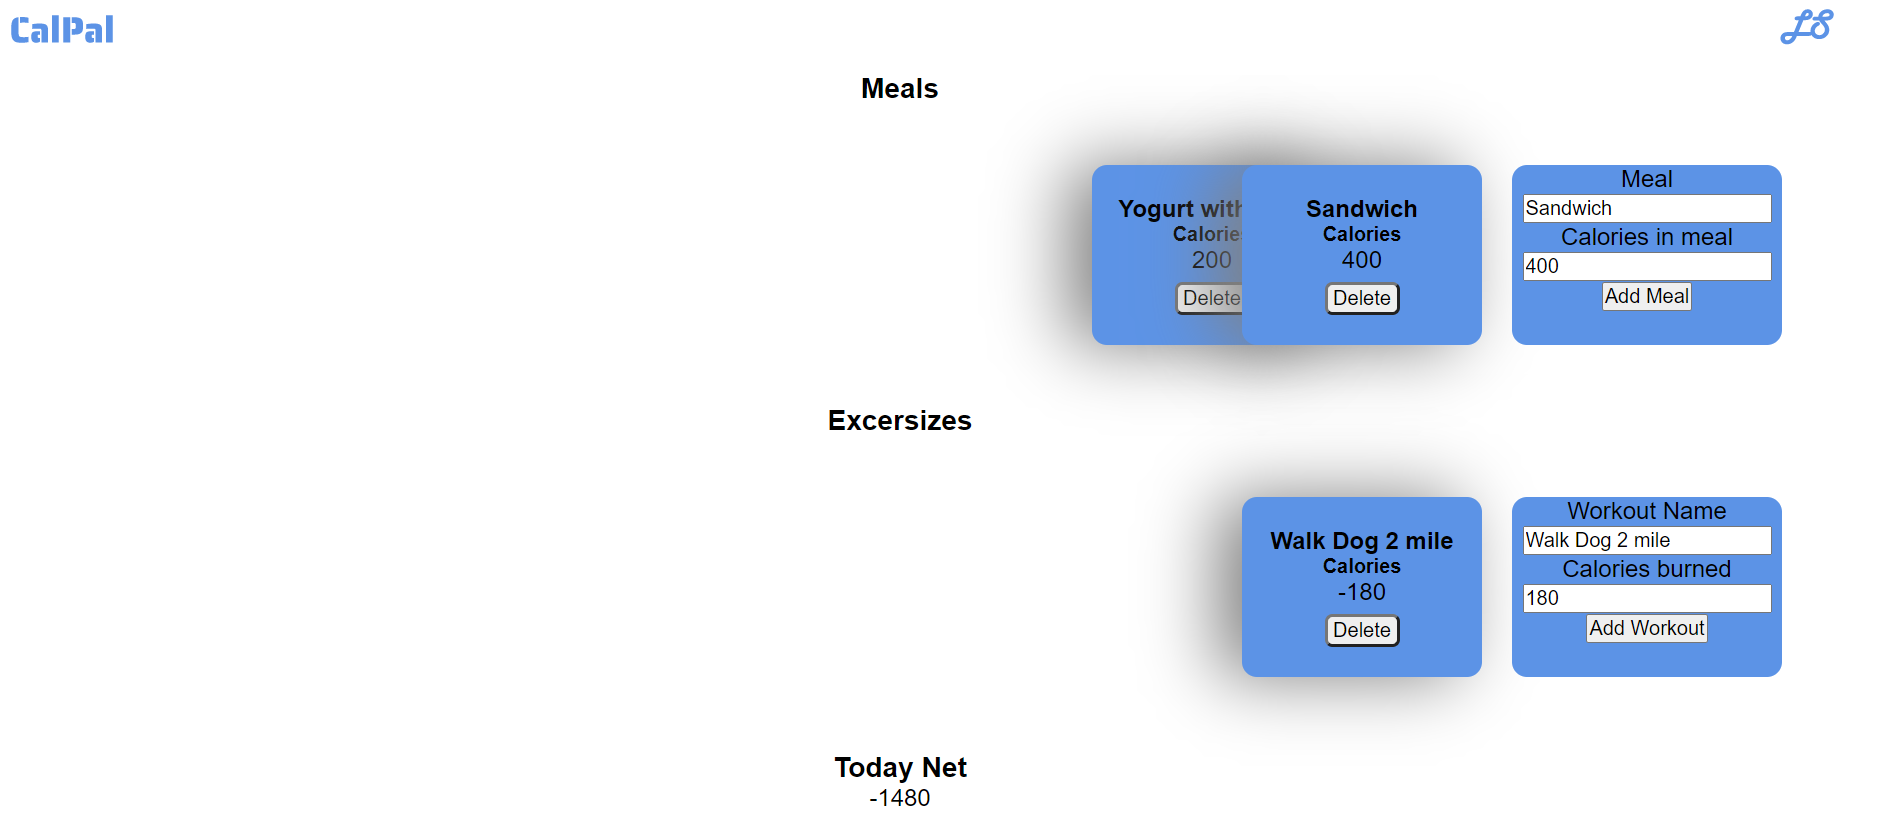 CalPal
LS
Meals
Yogurt with
Calories
200
Delete
Sandwich
Calories
400
Delete
Meal
Sandwich
Calories in meal
400
Add Meal
Excersizes
Walk Dog 2 mile
Calories
-180
Delete
Workout Name
Walk Dog 2 mile
Calories burned
180
Add Workout
Today Net
-1480